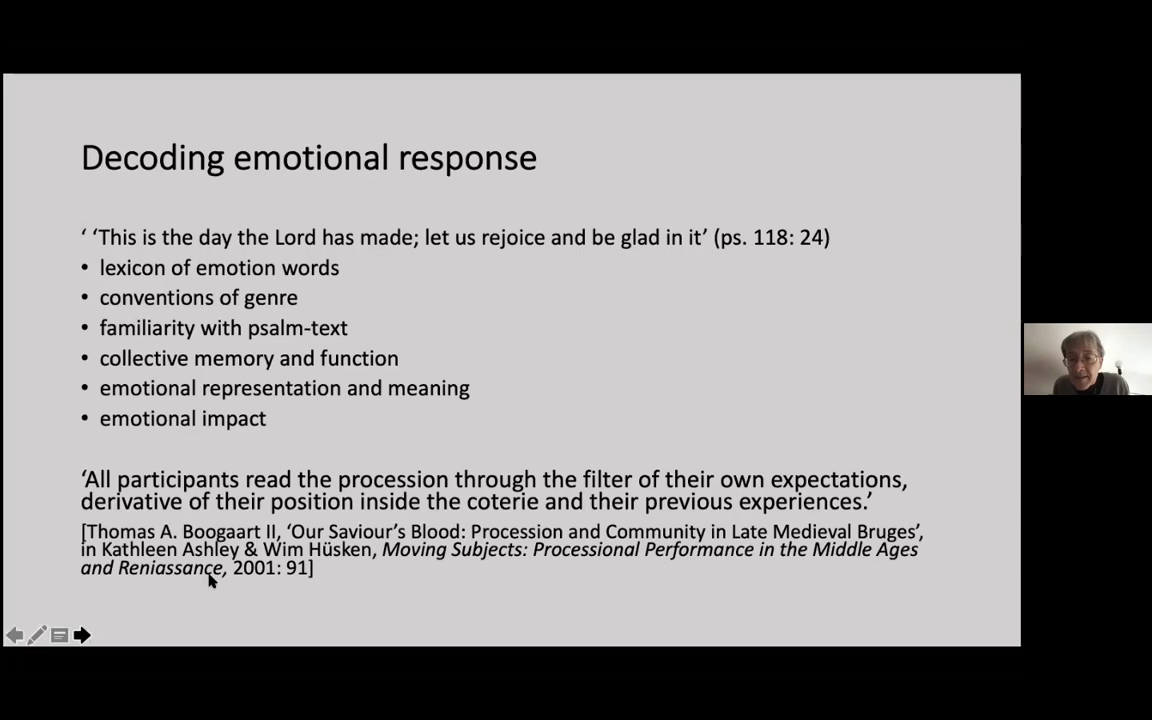 Decoding emotional response
‘ ‘This is the day the Lord has made; let us rejoice and be glad in it’ (ps. 118: 24)
• lexicon of emotion words
• conventions of genre
• familiarity with psalm-text
• collective memory and function
• emotional representation and meaning
• emotional impact
‘All participants read the procession through the filter of their own expectations,
derivative of their position inside the coterie and their previous experiences.’
[Thomas A. Boogaart II, ‘Our Saviour’s Blood: Procession and Community in Late Medieval Bruges’,
in Kathleen Ashley & Wim Hüsken, Moving Subjects: Processional Performance in the Middle Ages
and Reniassance, 2001: 91]